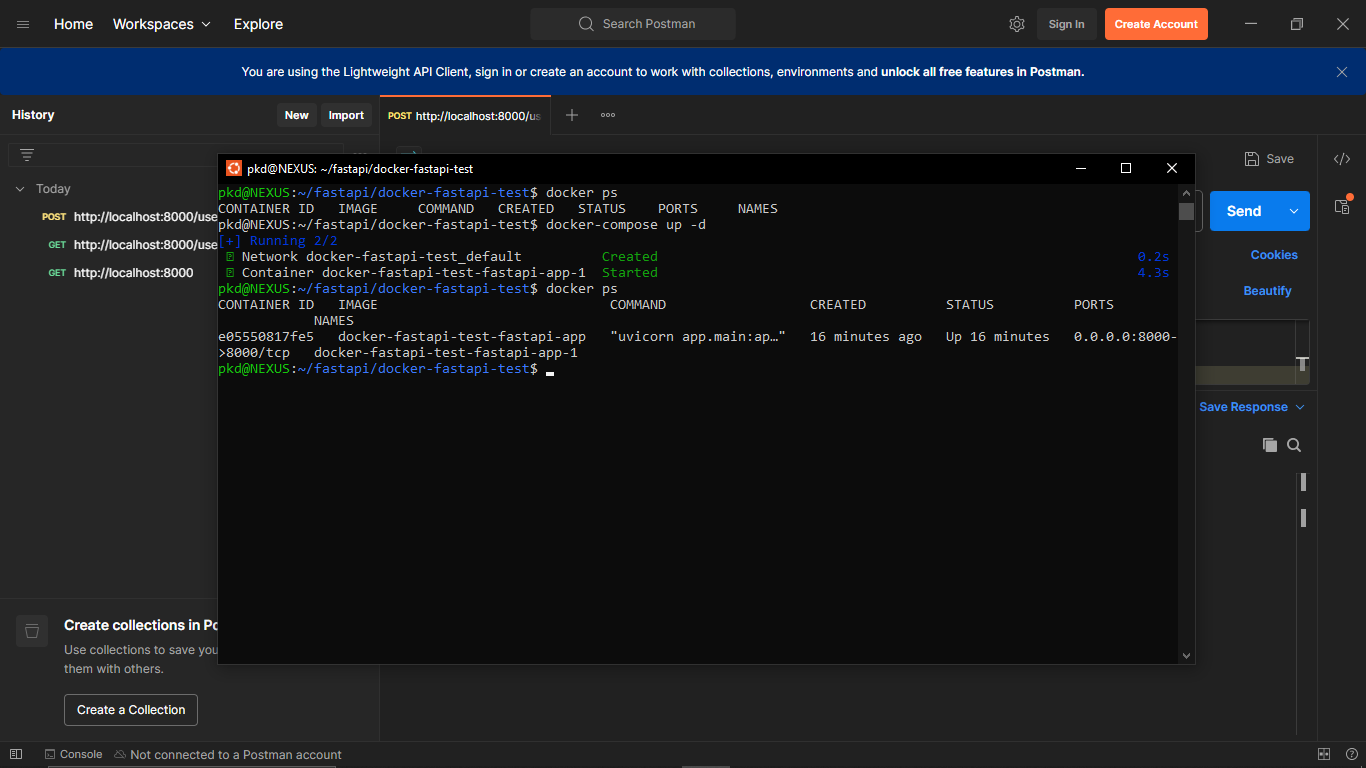 Home Workspaces Explore Search Postman Sign In Create Account
You are using the Lightweight API Client, sign in or create an account to work with collections, environments and unlock all free features in Postman.
History New Import POST http://localhost:8000/us
Save
Today
POST http://localhost:8000/use
GET http://localhost:8000/use
GET http://localhost:8000
Send
Cookies
Beautify
Save Response
pkd@NEXUS: ~/fastapi/docker-fastapi-test
pkd@NEXUS:~/fastapi/docker-fastapi-test$ docker ps
CONTAINER ID IMAGE COMMAND CREATED STATUS PORTS NAMES
pkd@NEXUS:~/fastapi/docker-fastapi-test$ docker-compose up -d
[+] Running 2/2
Network docker-fastapi-test_default Created 0.2s
Container docker-fastapi-test-fastapi-app-1 Started 4.3s
pkd@NEXUS:~/fastapi/docker-fastapi-test$ docker ps
CONTAINER ID IMAGE COMMAND CREATED STATUS PORTS
NAMES
e05550817fe5 docker-fastapi-test-fastapi-app "uvicorn app.main:ap…" 16 minutes ago Up 16 minutes 0.0.0.0:8000-
>8000/tcp docker-fastapi-test-fastapi-app-1
pkd@NEXUS:~/fastapi/docker-fastapi-test$
Create collections in Po
Use collections to save you
them with others.
Create a Collection
Console Not connected to a Postman account